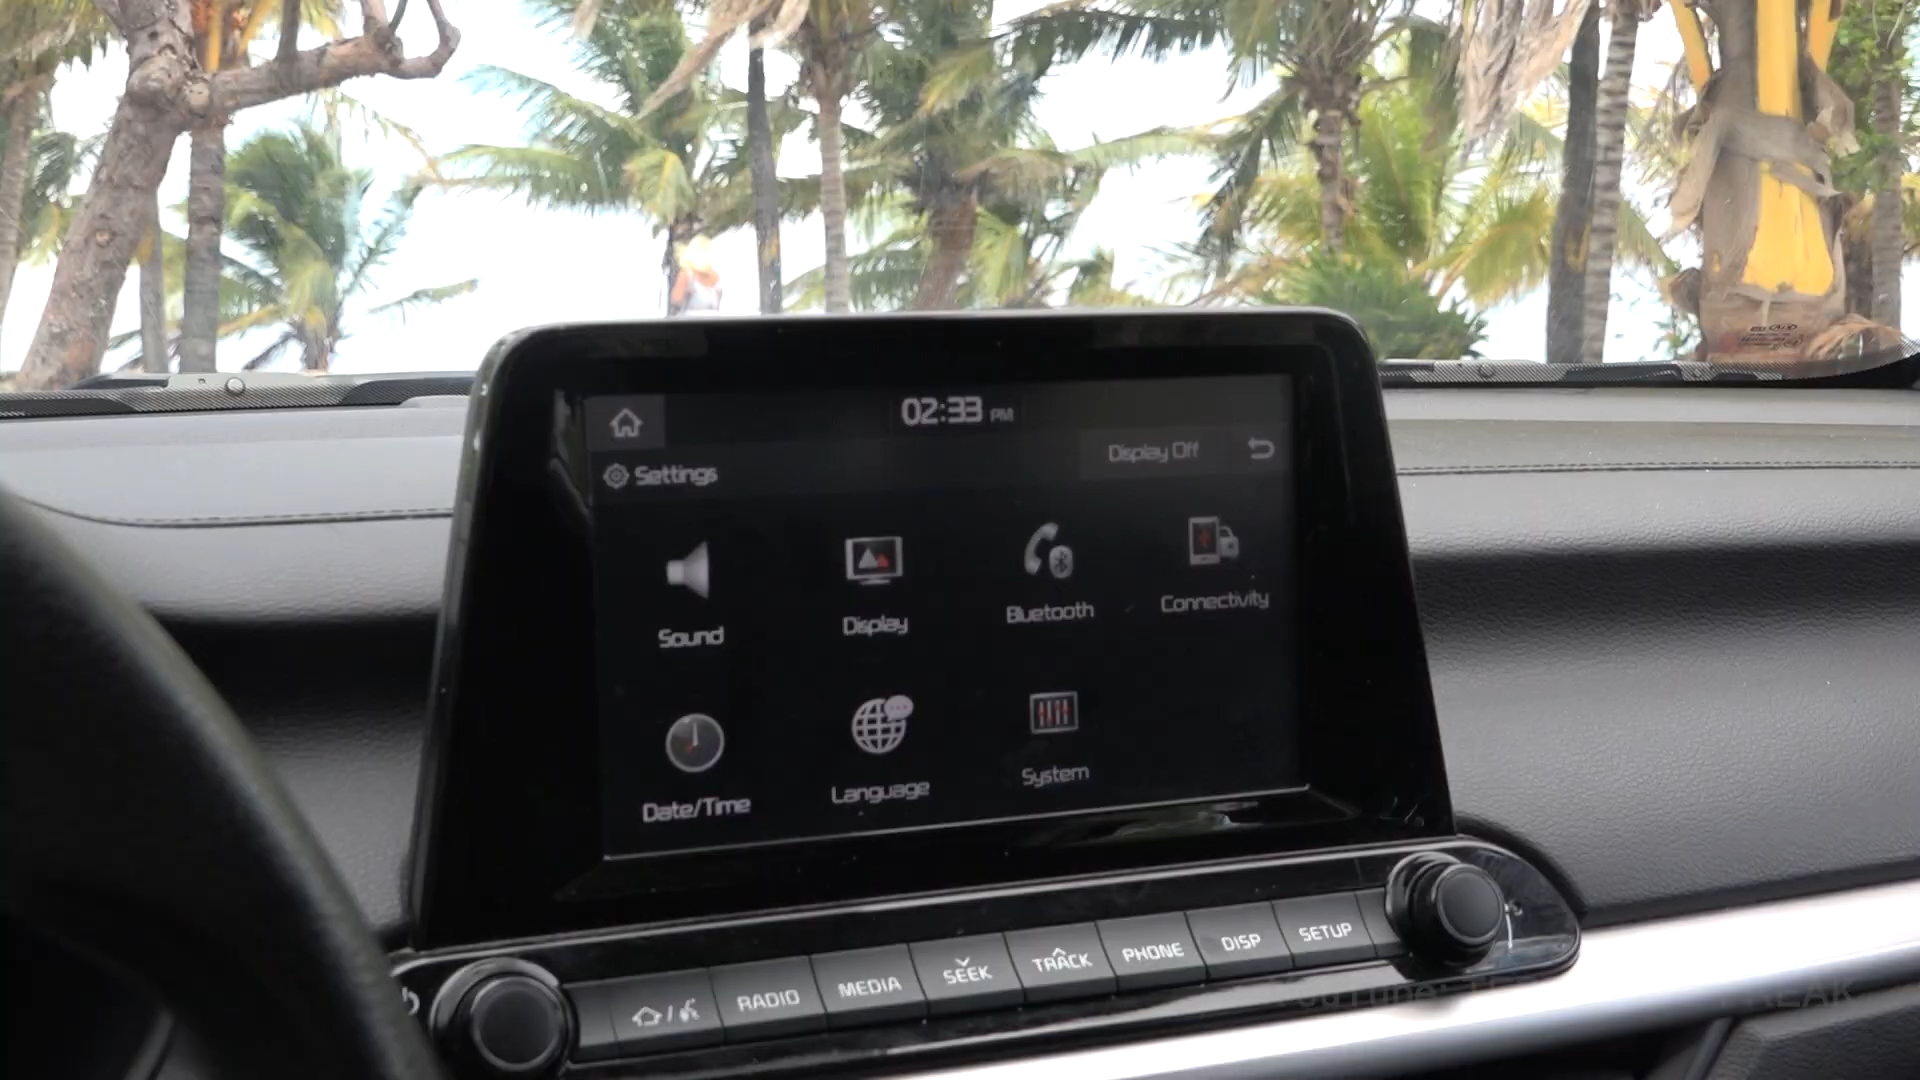 02:33 PM
Display Off
Settings
Sound
Display
Bluetooth
Connectivity
Date/Time
Language
System
RADIO
MEDIA
SEEK
TRACK
PHONE
DISP
SETUP